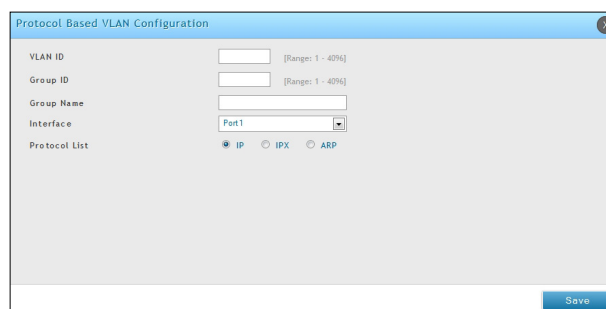 Protocol Based VLAN Configuration
VLAN ID [Range: 1 - 4096]
Group ID [Range: 1 - 4096]
Group Name
Interface Port1
Protocol List IP IPX ARP
Save